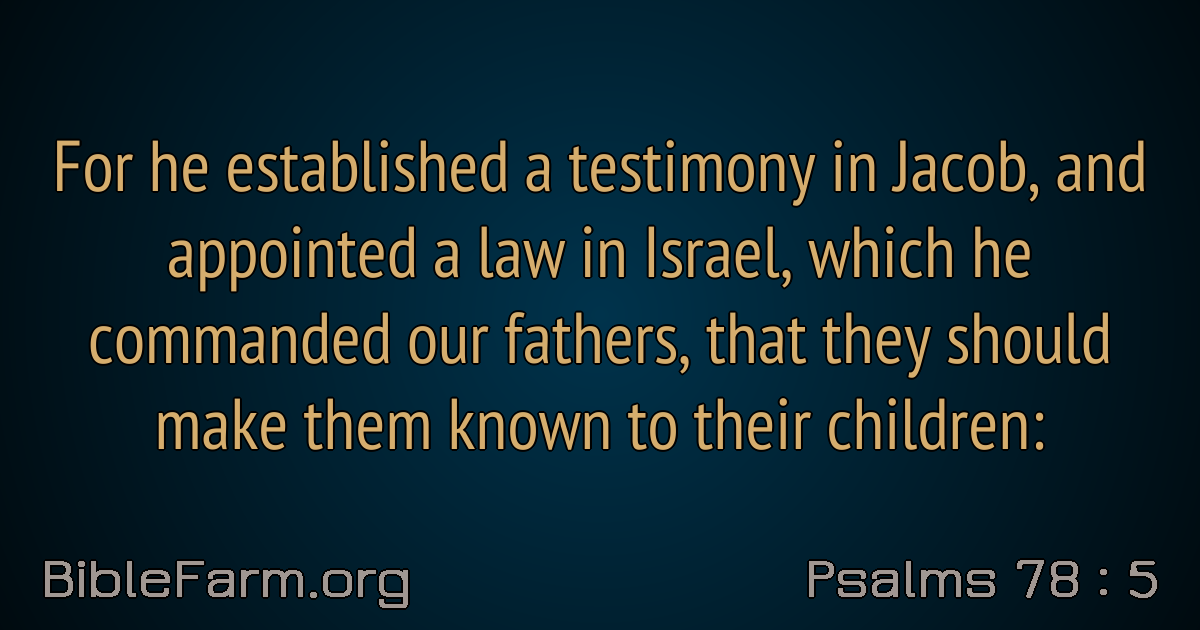 For he established a testimony in Jacob, and
appointed a law in Israel, which he
commanded our fathers, that they should
make them known to their children:
BibleFarm.org
Psalms 78 : 5